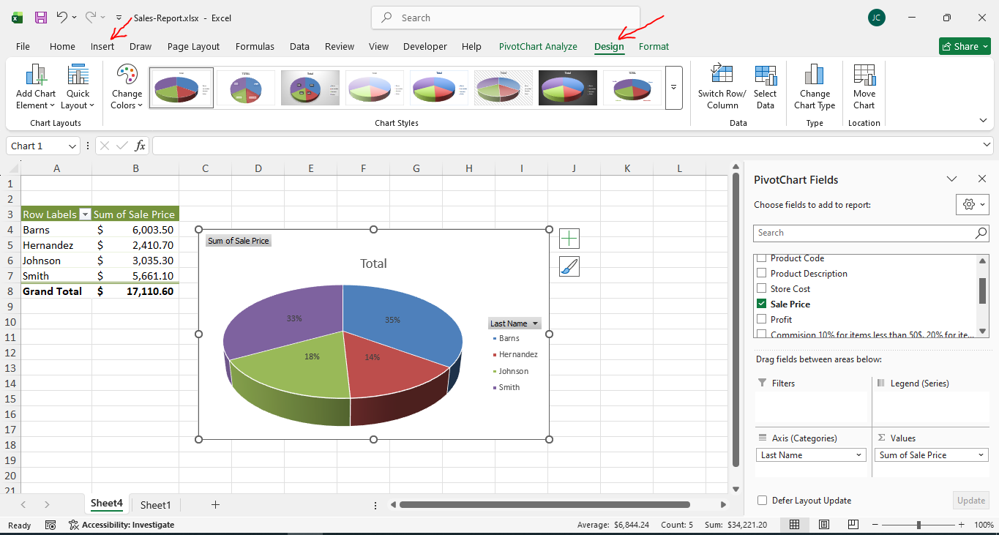 Sales-Report.xlsx - Excel
Search
JC
File Home Insert Draw Page Layout Formulas Data Review View Developer Help PivotChart Analyze Design Format
Share
Add Chart Element
Quick Layout
Change Colors
Switch Row/ Column
Select Data
Change Chart Type
Move Chart
Chart Layouts
Chart Styles
Data
Type
Location
Chart 1
fx
A B C D E F G H I J K L
1
2
3 Row Labels Sum of Sale Price
4 Barns $ 6,003.50
5 Hernandez $ 2,410.70
6 Johnson $ 3,035.30
7 Smith $ 5,661.10
8 Grand Total $ 17,110.60
9
10
11
12
13
14
15
16
17
18
19
20
21
Sum of Sale Price
Total
33%
35%
18%
14%
Last Name
Barns
Hernandez
Johnson
Smith
PivotChart Fields
Choose fields to add to report:
Search
Product Code
Product Description
Store Cost
Sale Price
Profit
Commision 10% for items less than 50$, 20% for ite...
Drag fields between areas below:
Filters
Legend (Series)
Axis (Categories)
Σ Values
Last Name
Sum of Sale Price
Defer Layout Update
Update
Sheet4 Sheet1
Ready
Accessibility: Investigate
Average: $6,844.24 Count: 5 Sum: $34,221.20
100%